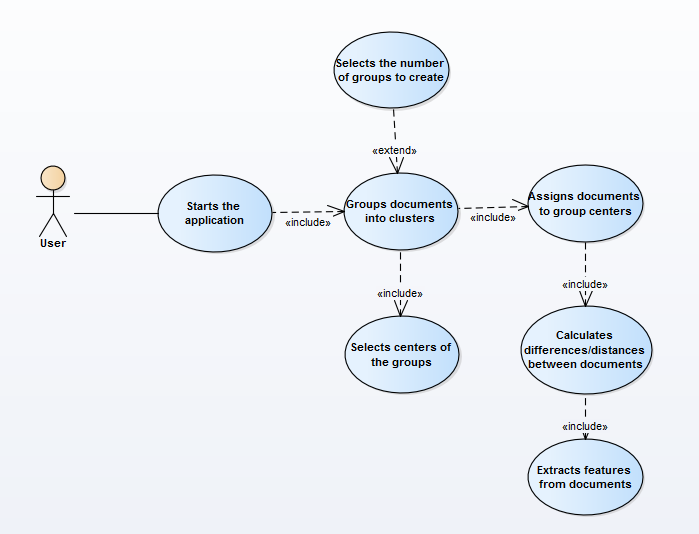 Selects the number
of groups to create
«extend»
Starts the
application
«include»
Groups documents
into clusters
«include»
Assigns documents
to group centers
User
«include»
«include»
Selects centers of
the groups
Calculates
differences/distances
between documents
«include»
Extracts features
from documents